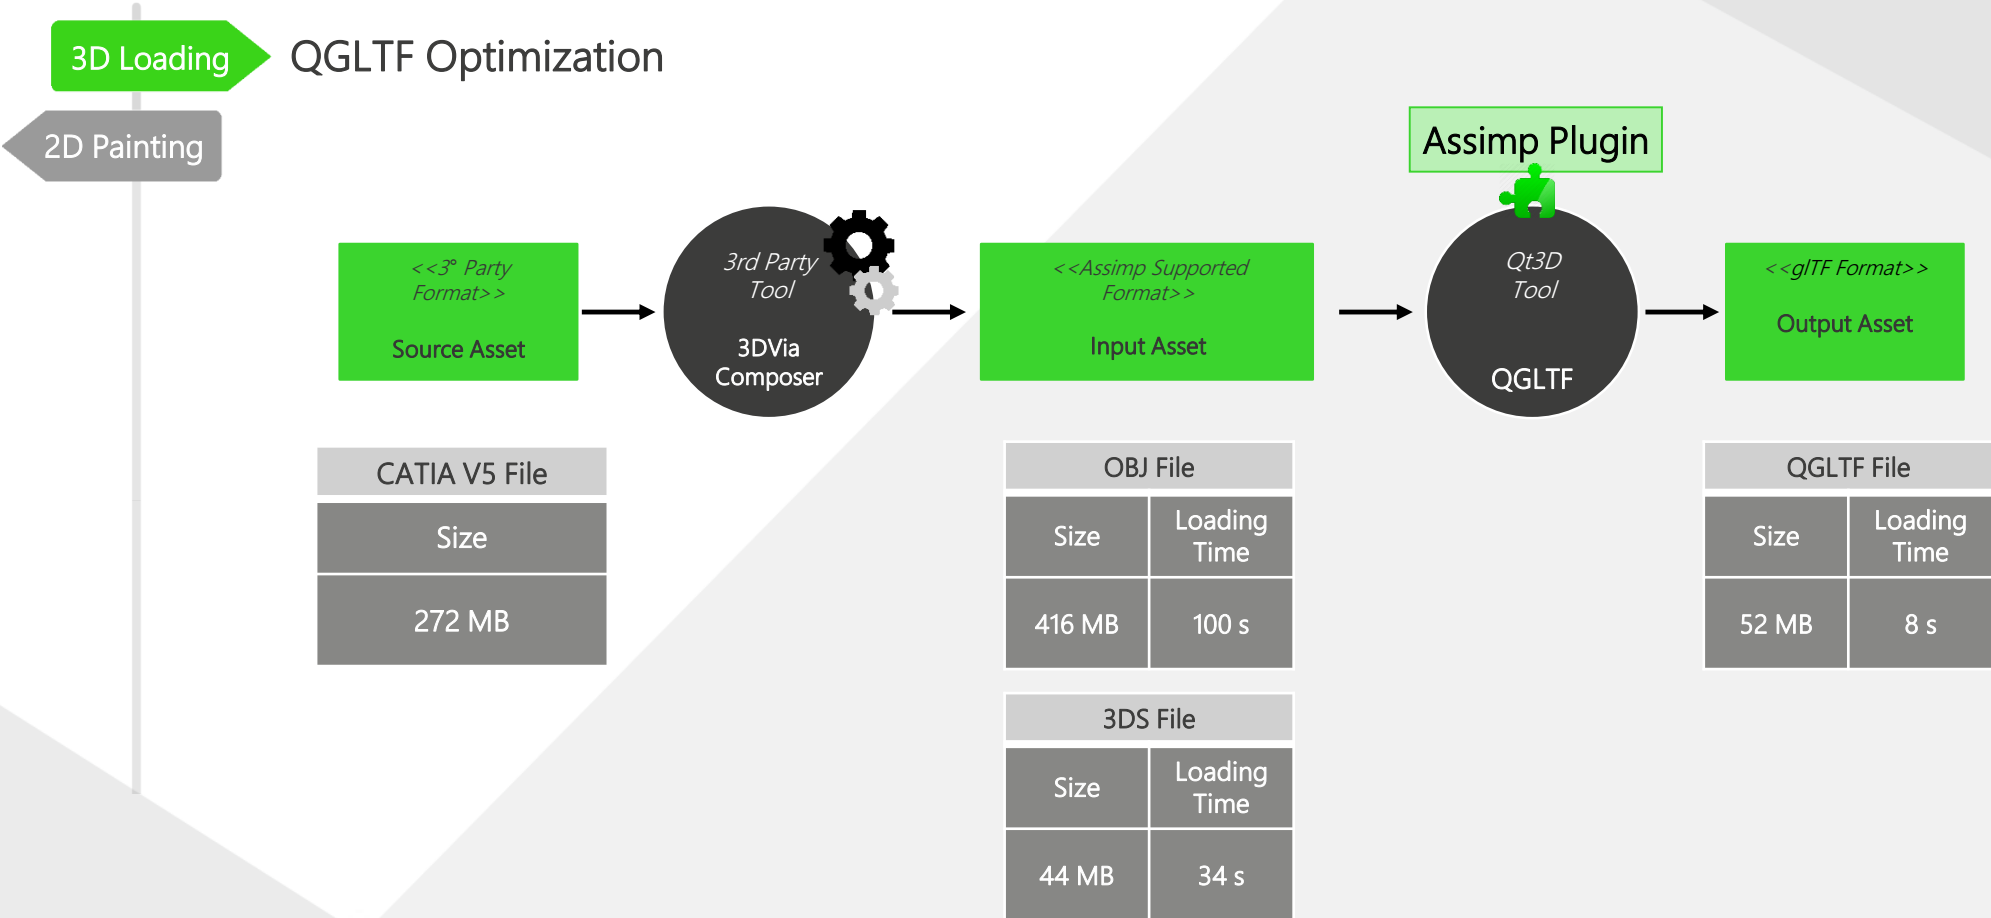 3D Loading
QGLTF Optimization
2D Painting
Assimp Plugin
<<3° Party
Format>>
Source Asset
3rd Party
Tool
3DVia
Composer
<<Assimp Supported
Format>>
Input Asset
Qt3D
Tool
QGLTF
<<glTF Format>>
Output Asset
CATIA V5 File
Size
272 MB
OBJ File
Size
Loading
Time
416 MB
100 s
3DS File
Size
Loading
Time
44 MB
34 s
QGLTF File
Size
Loading
Time
52 MB
8 s